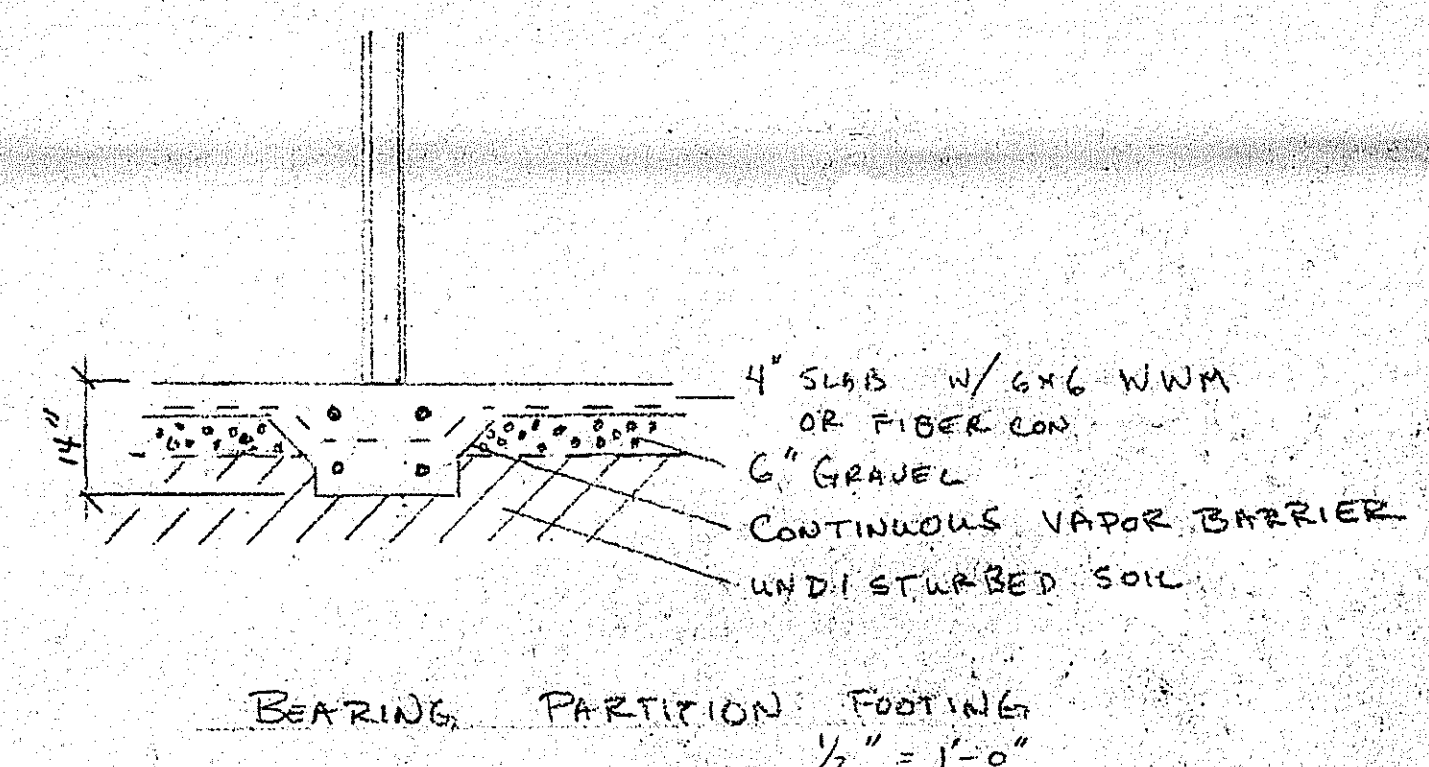 14"
4" SLAB W/ 6x6 WWM
OR FIBER CON.
6" GRAVEL
CONTINUOUS VAPOR BARRIER
UNDISTURBED SOIL
BEARING PARTITION FOOTING
1/2" = 1'-0"